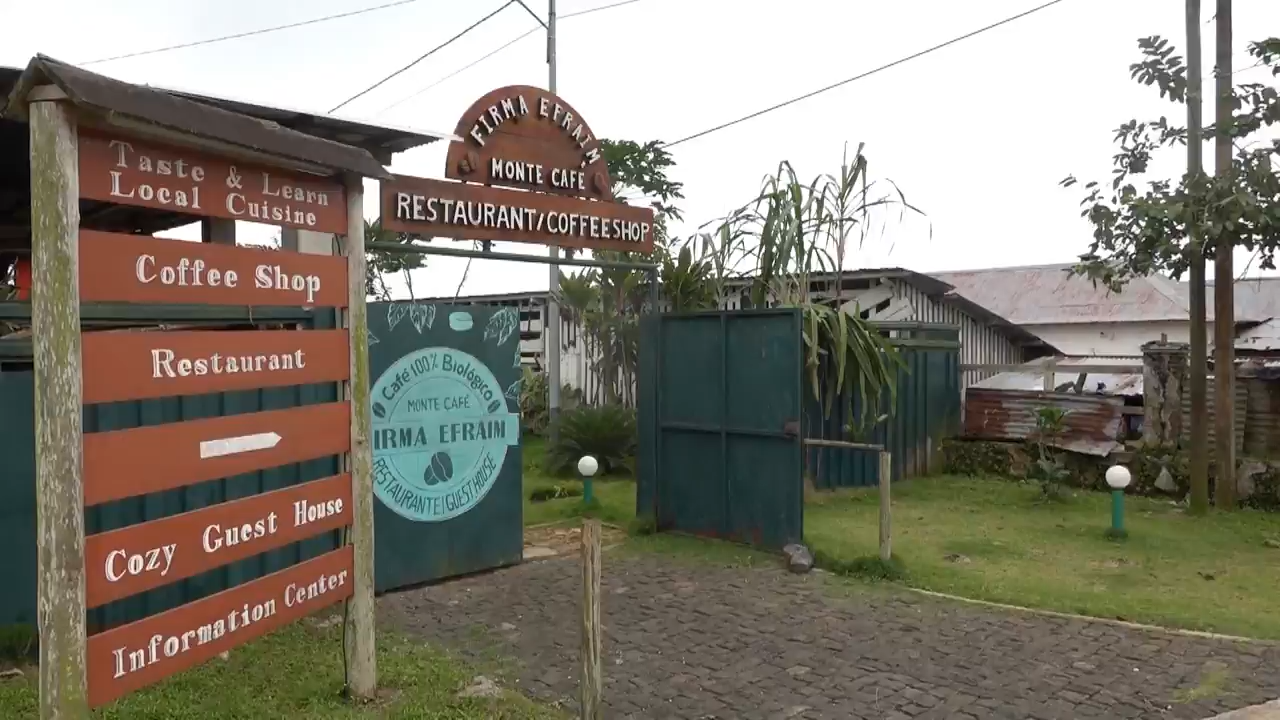 Taste & Learn
Local Cuisine
Coffee Shop
Restaurant
Cozy Guest House
Information Center
FIRMA EFRAIM
MONTE CAFÉ
RESTAURANT/COFFEESHOP
Café 100% Biológico
MONTE CAFÉ
IRMA EFRAIM
RESTAURANTE/GUEST HOUSE